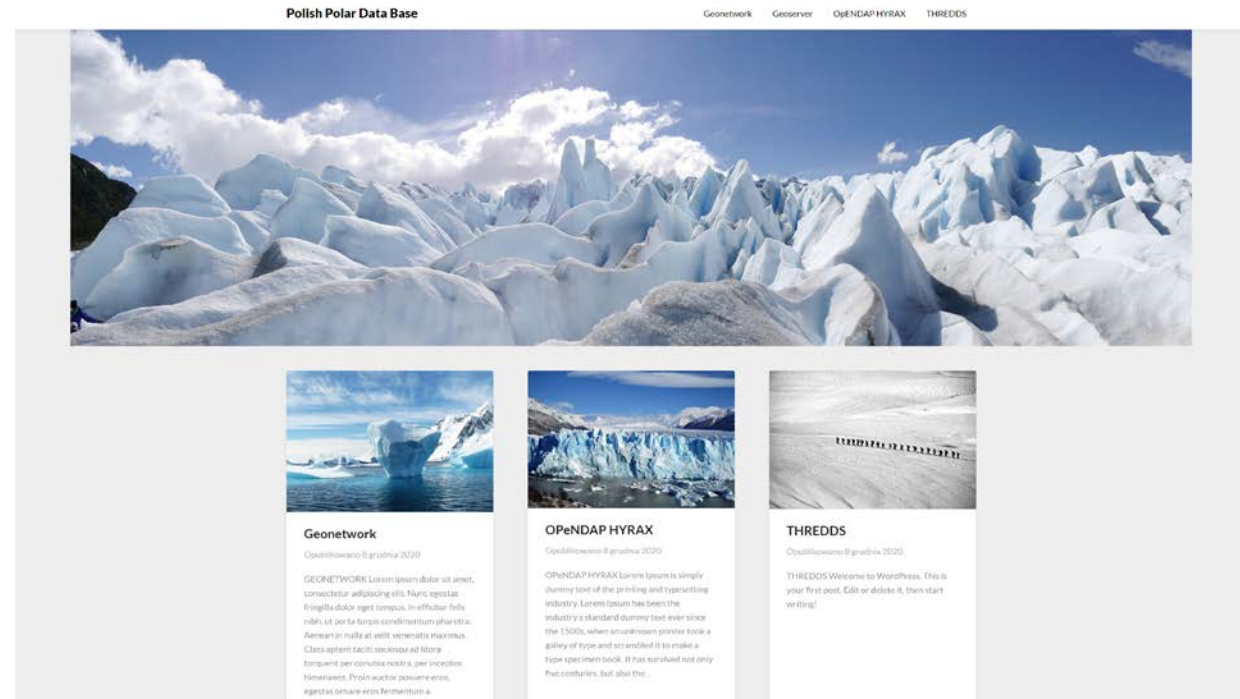 Polish Polar Data Base
Geonetwork Geoserver OpENDAP HYRAX THREDDS
Geonetwork
Opublikowano 8 grudnia 2020
GEONETWORK Lorem ipsum dolor sit amet,
consectetur adipiscing elit. Nunc egestas
fringilla dolor eget tempus. In efficitur felis
nibh, ut porta turpis condimentum pharetra.
Aenean in nulla at velit venenatis maximus.
Class aptent taciti sociosqu ad litora
torquent per conubia nostra, per inceptos
himenaeos. Proin auctor posuere eros,
egestas ornare eros fermentum a
OPeNDAP HYRAX
Opublikowano 8 grudnia 2020
OPeNDAP HYRAX Lorem Ipsum is simply
dummy text of the printing and typesetting
industry. Lorem Ipsum has been the
industry's standard dummy text ever since
the 1500s, when an unknown printer took a
galley of type and scrambled it to make a
type specimen book. It has survived not only
five centuries, but also the
THREDDS
Opublikowano 8 grudnia 2020
THREDDS Welcome to WordPress. This is
your first post. Edit or delete it, then start
writing!